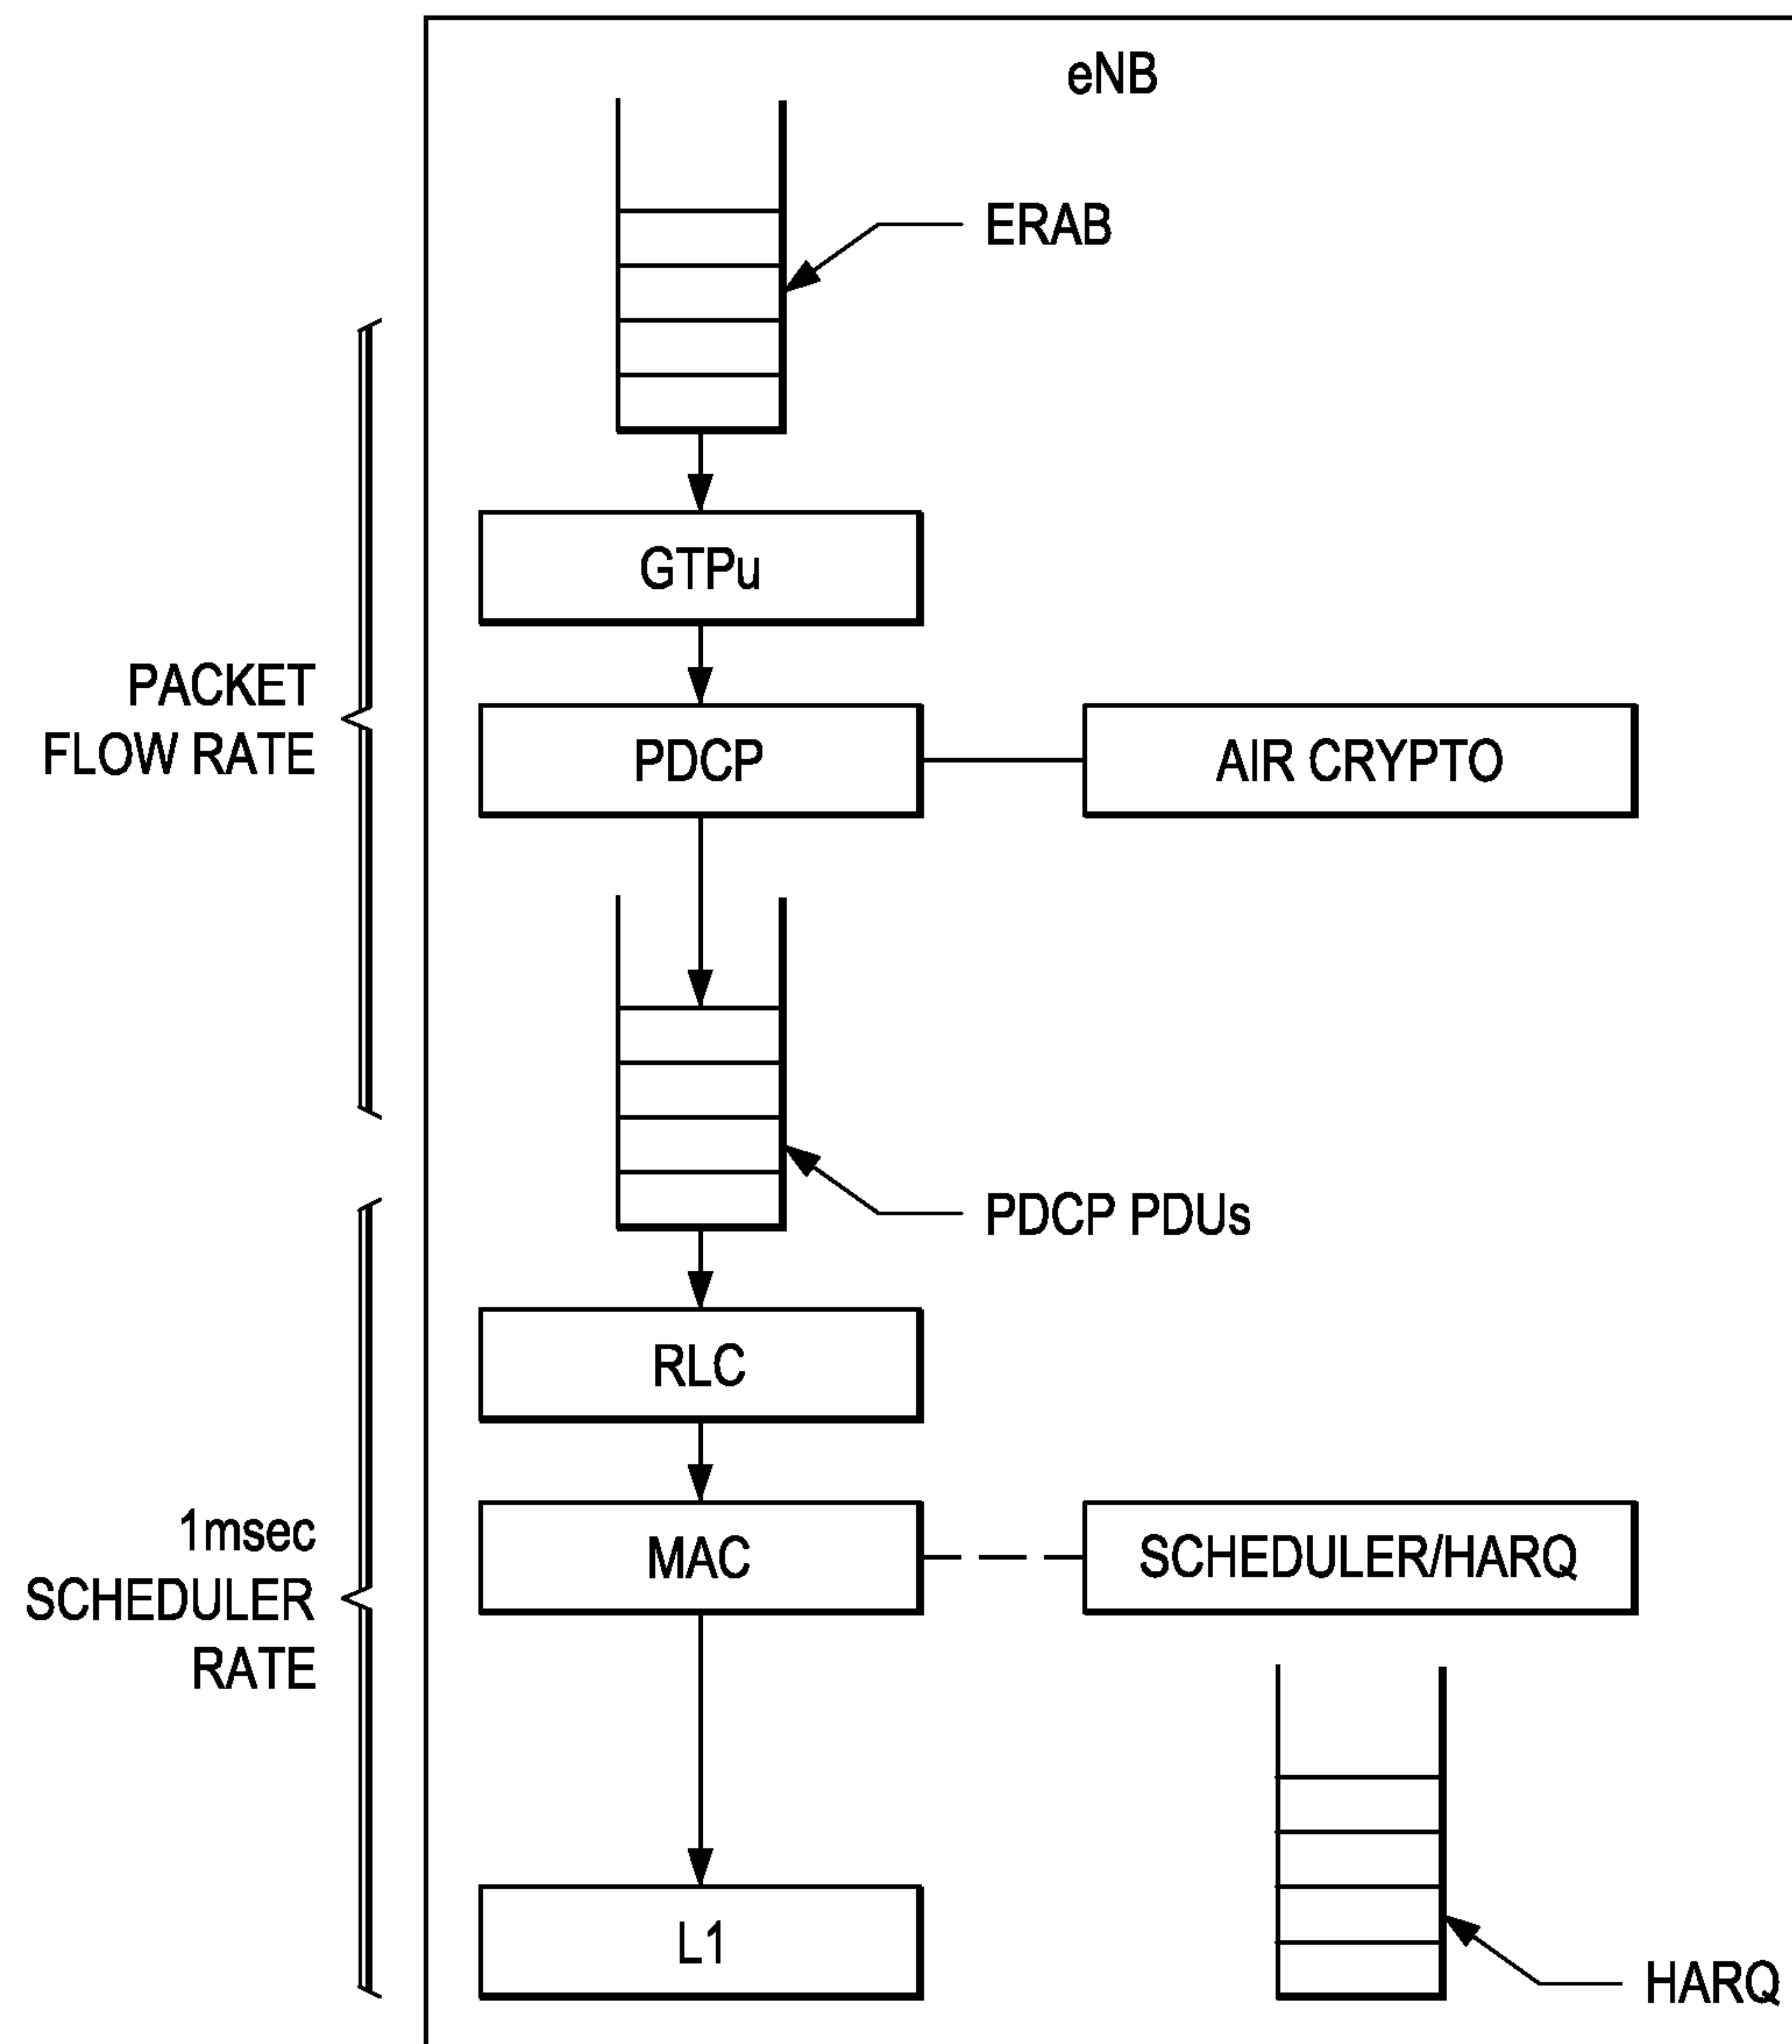 eNB
ERAB
GTPu
PACKET
FLOW RATE
PDCP
AIR CRYPTO
PDCP PDUs
RLC
1msec
SCHEDULER
RATE
MAC
SCHEDULER/HARQ
L1
HARQ